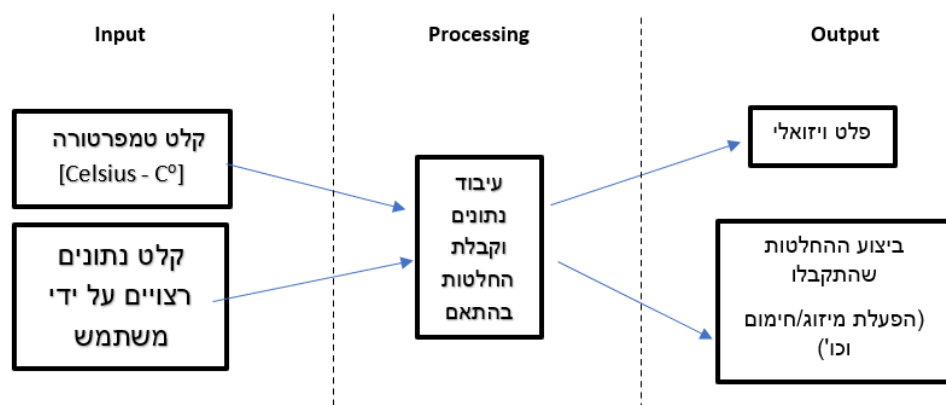 Input
Processing
Output
קלט טמפרטורה
[Celsius - Cº]
קלט נתונים
רצויים על ידי
משתמש
עיבוד
נתונים
וקבלת
החלטות
בהתאם
פלט ויזואלי
ביצוע ההחלטות
שהתקבלו
(הפעלת מיזוג/חימום
וכו')